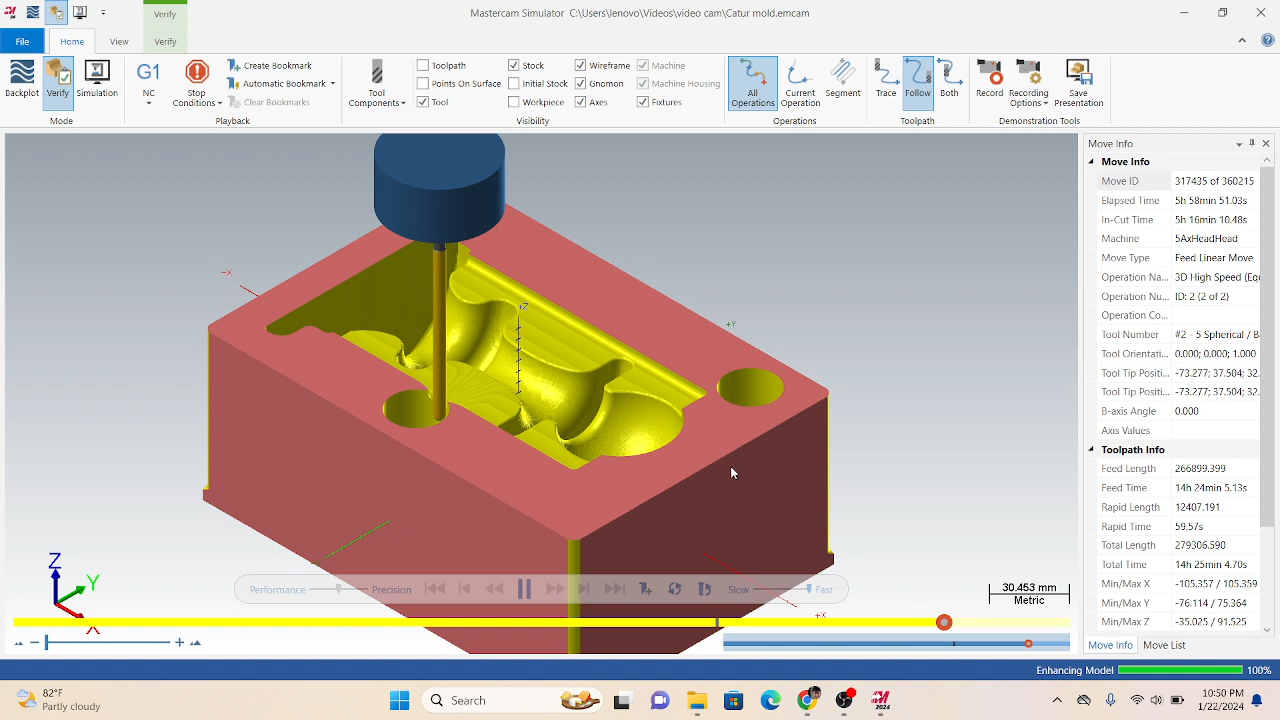 Verify
Mastercam Simulator C:\Users\lenovo\Videos\video cam\Catur mold.emcam
File
Home
View
Verify
Backplot
Verify
Simulation
Mode
NC
Stop
Conditions
Create Bookmark
Automatic Bookmark
Clear Bookmarks
Playback
Tool
Components
Toolpath
Stock
Wireframe
Machine
Points On Surface
Initial Stock
Gnomon
Machine Housing
Tool
Workpiece
Axes
Fixtures
Visibility
All
Operations
Current
Operation
Segment
Operations
Trace
Follow
Both
Toolpath
Record
Recording
Options
Save
Presentation
Demonstration Tools
Move Info
Move Info
Move ID 317435 of 360215
Elapsed Time 5h 58min 51.03s
In-Cut Time 5h 16min 10.48s
Machine 5AxHeadHead
Move Type Feed Linear Move
Operation Na... 3D High Speed (Eq
Operation Nu... ID: 2 (2 of 2)
Operation Co...
Tool Number #2 - 5 Spherical / B
Tool Orientati... 0.000; 0.000; 1.000
Tool Tip Positi... -73.277; 37.504; 32.
Tool Tip Positi... -73.277; 37.504; 32.
B-axis Angle 0.000
Axis Values
Toolpath Info
Feed Length 266899.399
Feed Time 14h 24min 5.13s
Rapid Length 12407.191
Rapid Time 59.57s
Total Length 279306.590
Total Time 14h 25min 4.70s
Min/Max X -105.357 / 105.359
Min/Max Y -76.114 / 75.364
Min/Max Z -35.025 / 91.525
Move Info Move List
-X
+Z
+Y
+X
Z
Y
X
Performance
Precision
Slow
Fast
30.453 mm
Metric
Enhancing Model 100%
82°F
Partly cloudy
Search
2024
10:50 PM
1/22/2024